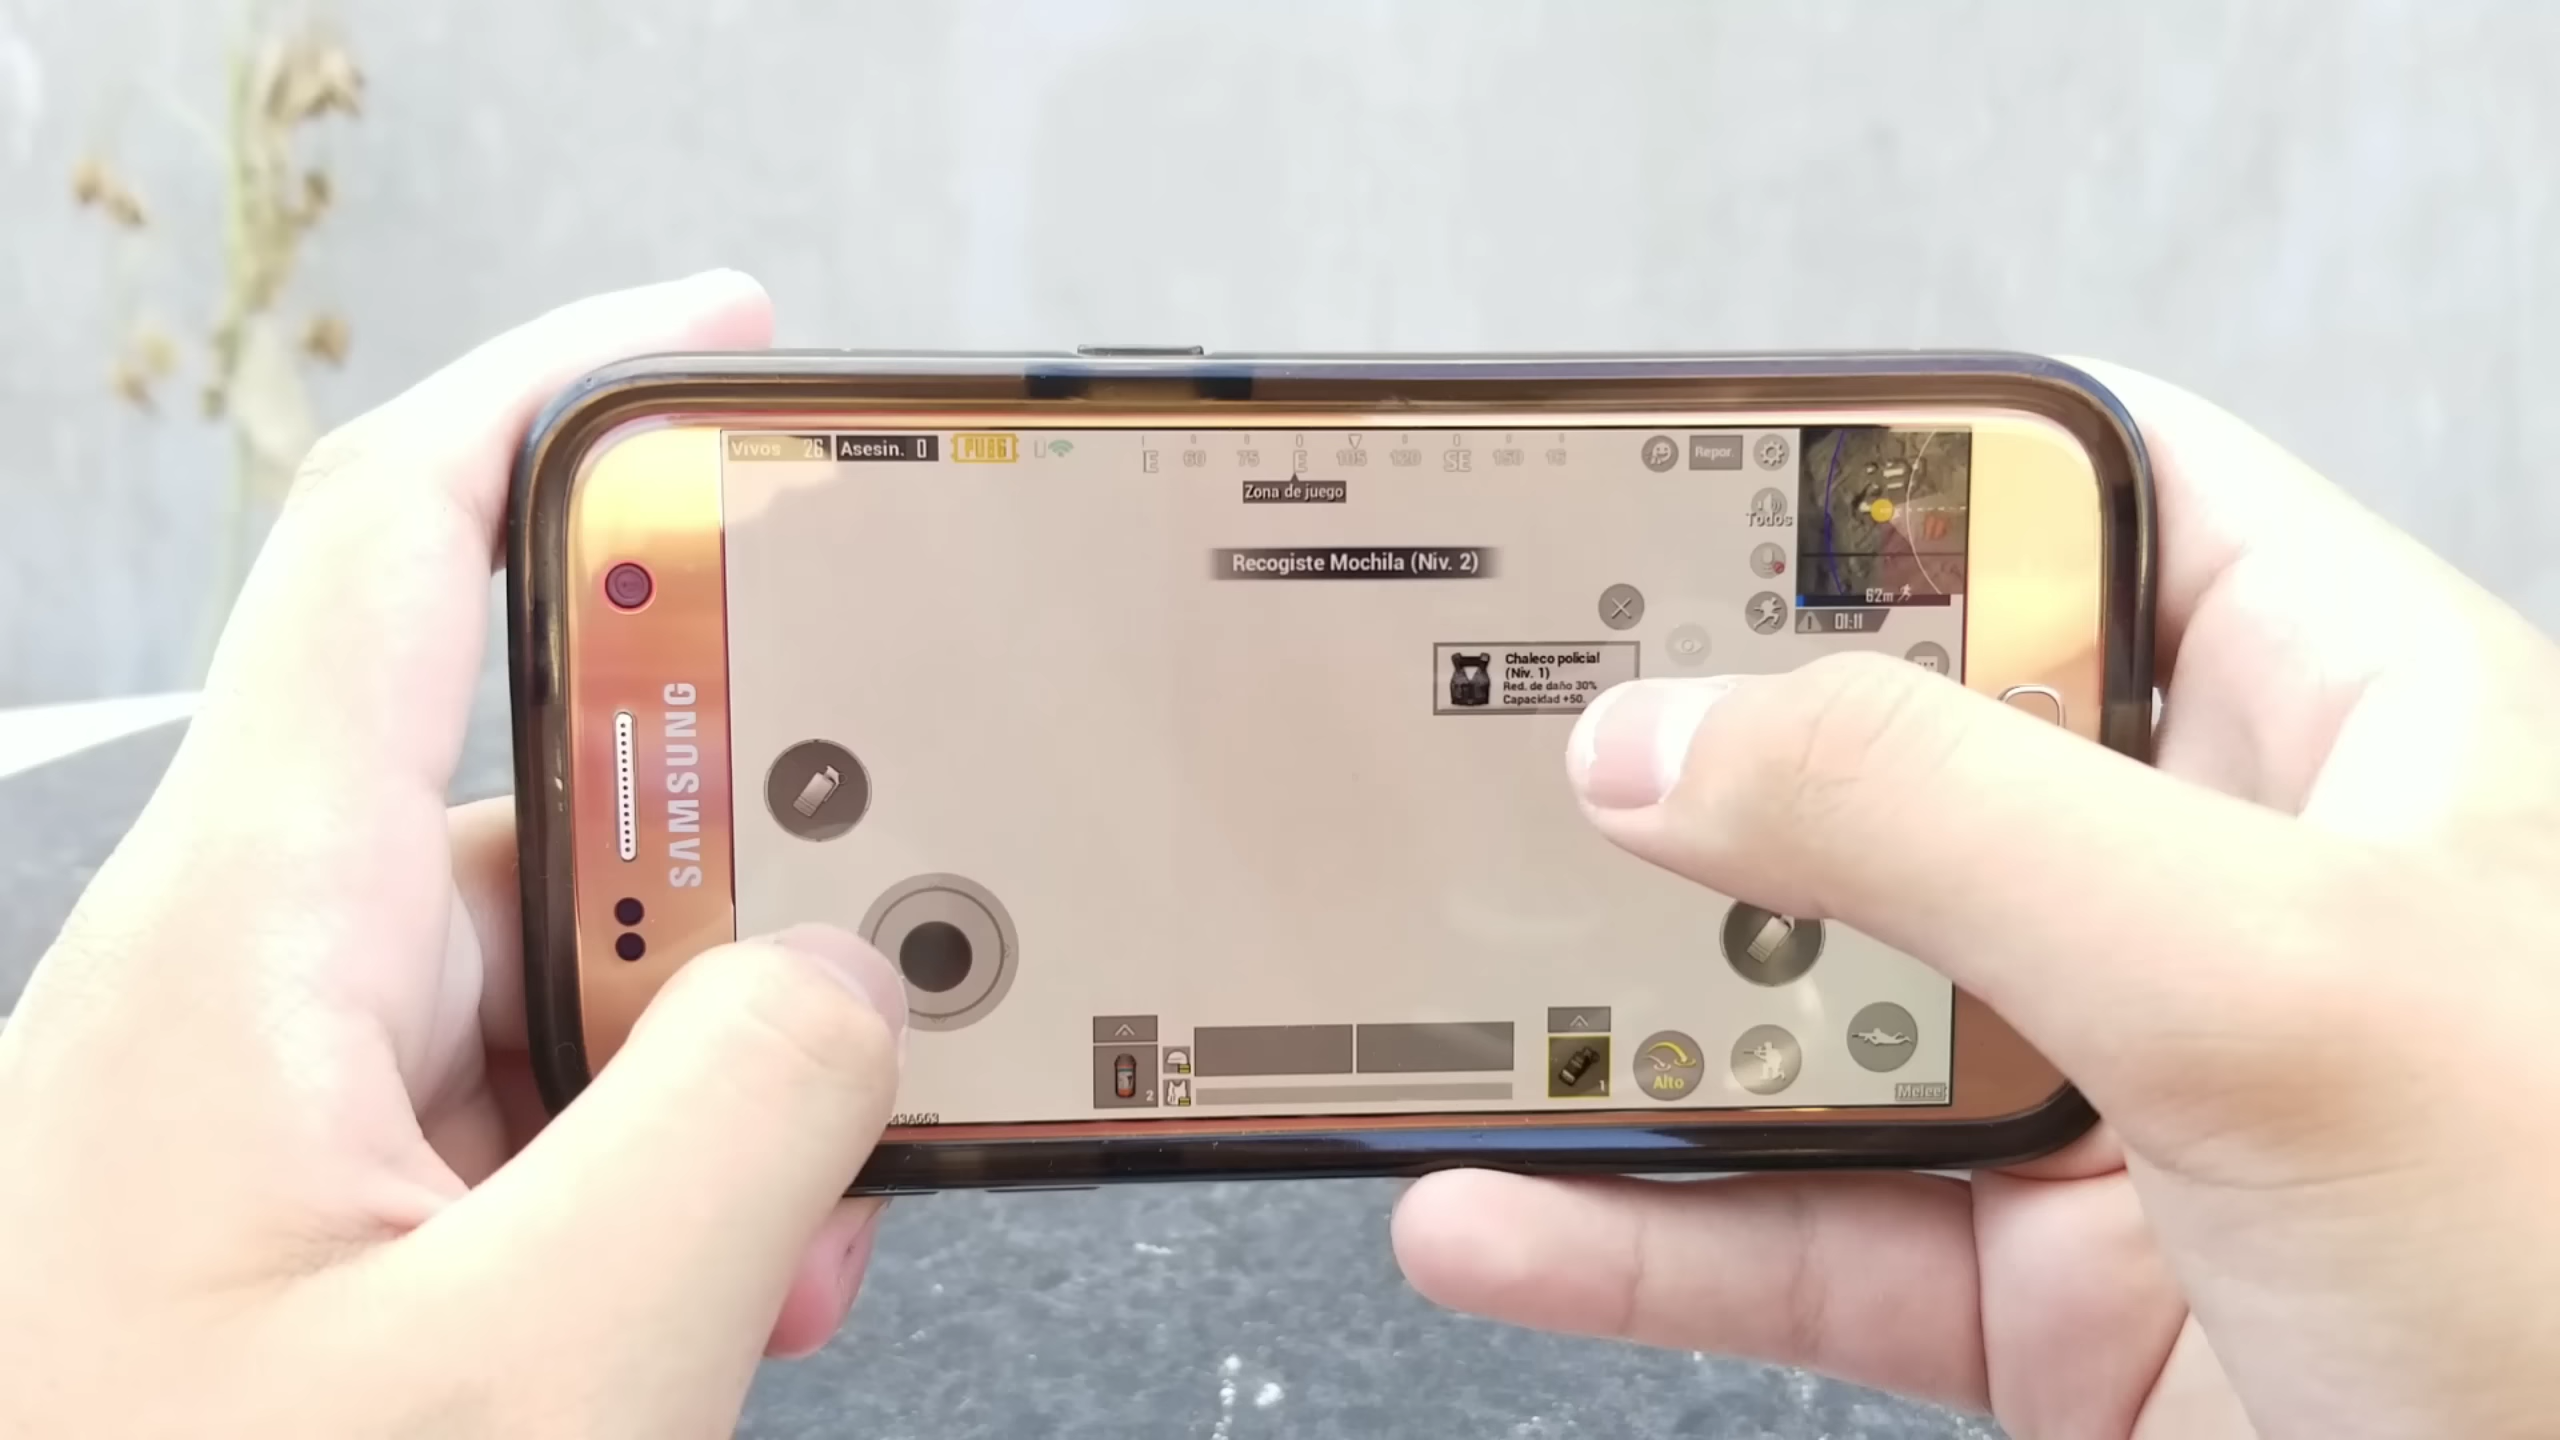 Vivos 26 Asesin. 0 PUBG
E 60 75 E 105 120 SE 150
Zona de juego
Repor.
Todos
Recogiste Mochila (Niv. 2)
62m
01:11
Chaleco policial
(Niv. 1)
Red. de daño 30%
Capacidad +50
SAMSUNG
2
1
Alto
Melee